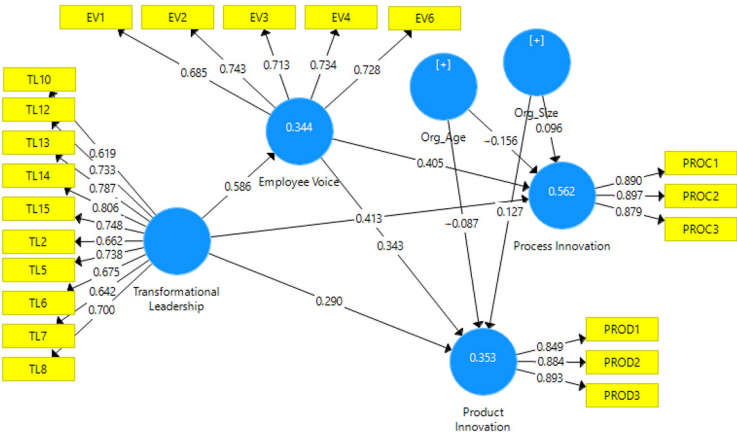 EV1
EV2
EV3
EV4
EV6
0.685
0.743
0.713
0.734
0.728
[+]
[+]
Org_Age
Org_Size
TL10
TL12
TL13
TL14
TL15
TL2
TL5
TL6
TL7
TL8
0.619
0.733
0.787
0.806
0.748
0.662
0.738
0.675
0.642
0.700
0.344
Employee Voice
0.586
Transformational
Leadership
−0.156
0.096
0.405
0.413
0.343
−0.087
0.127
0.290
0.562
Process Innovation
0.890
0.897
0.879
PROC1
PROC2
PROC3
0.353
Product
Innovation
0.849
0.884
0.893
PROD1
PROD2
PROD3